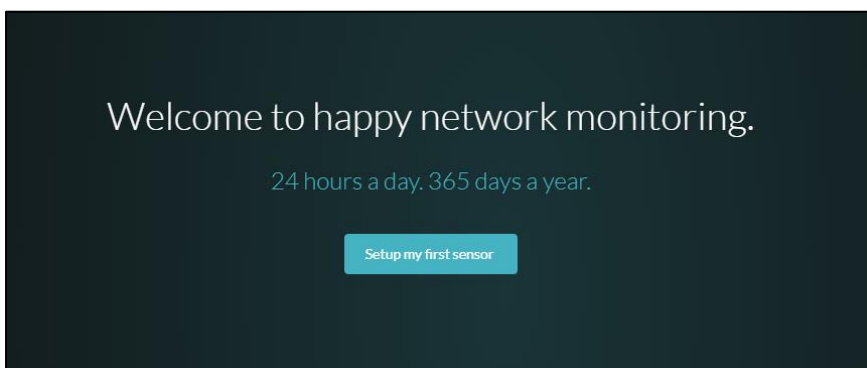 Welcome to happy network monitoring.
24 hours a day. 365 days a year.
Setup my first sensor